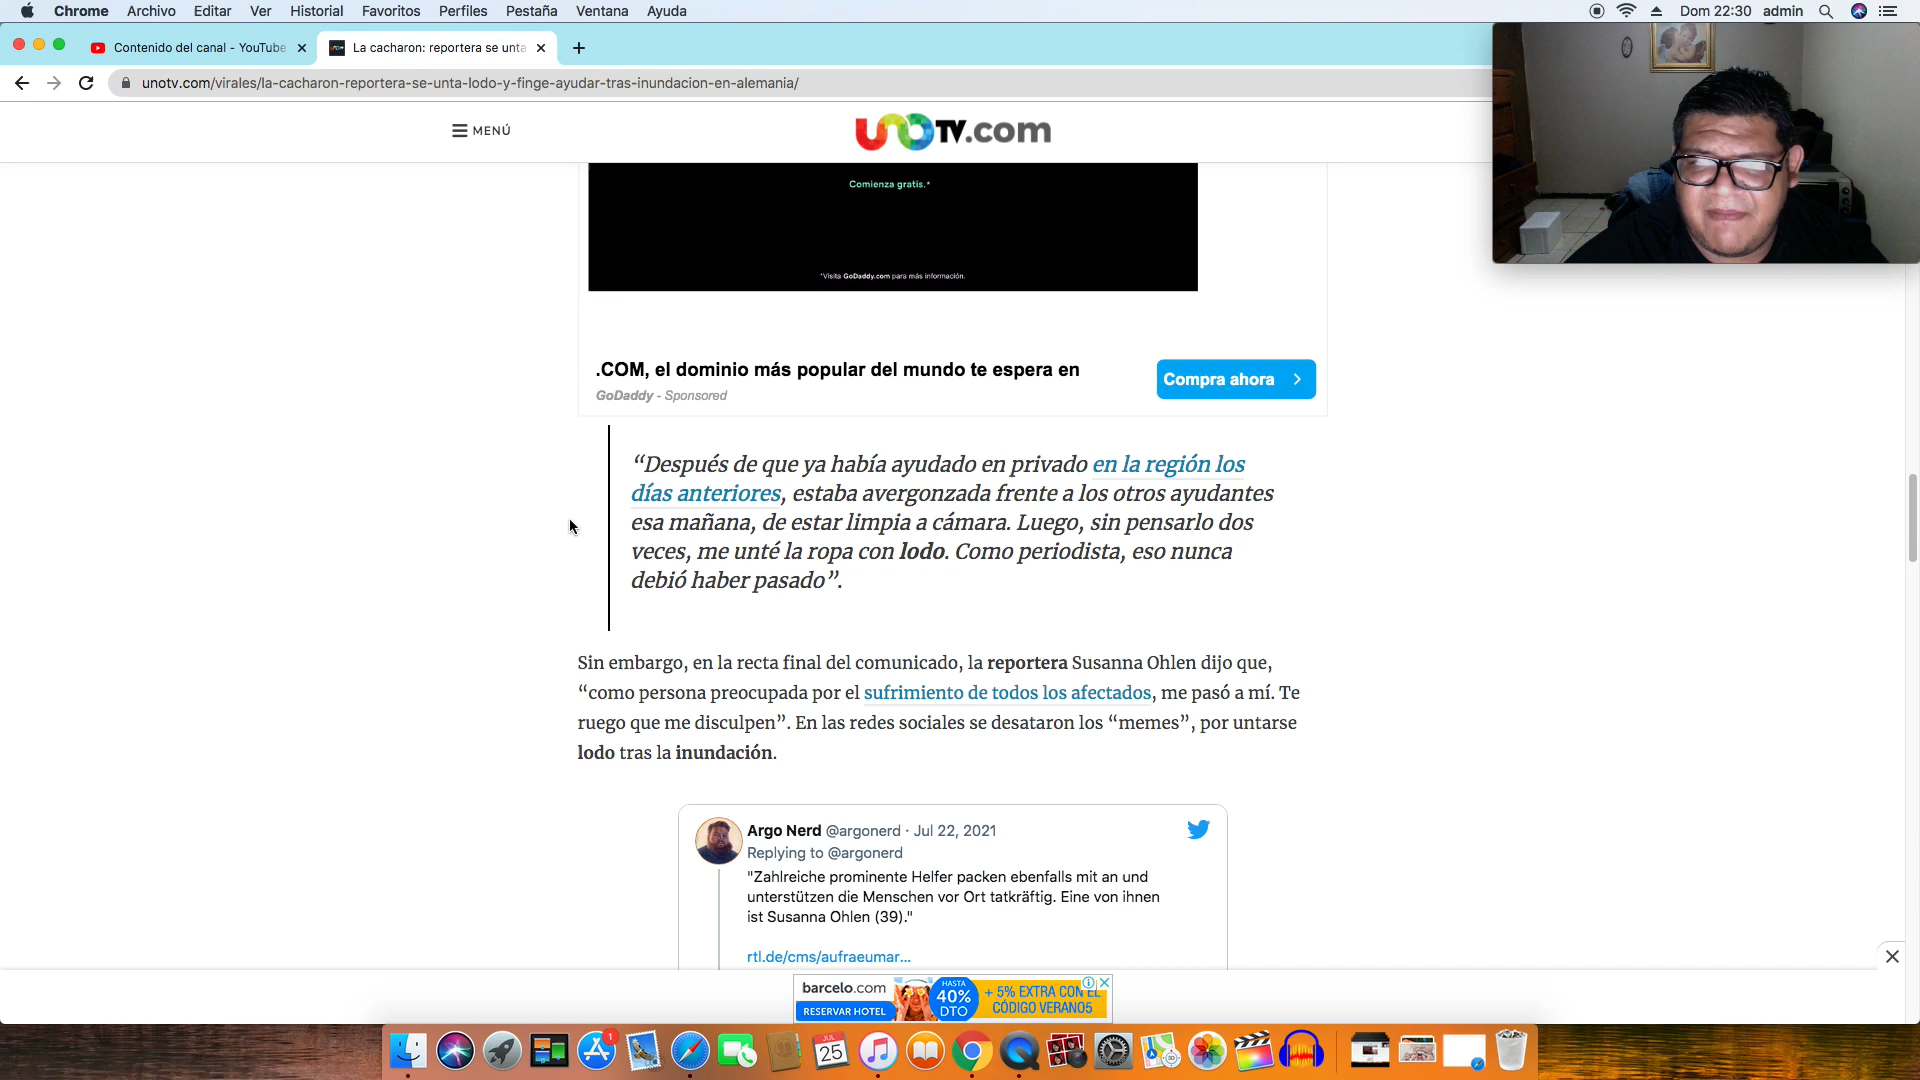 Chrome Archivo Editar Ver Historial Favoritos Perfiles Pestaña Ventana Ayuda Dom 22:30 admin
Contenido del canal - YouTube
La cacharon: reportera se unta
unotv.com/virales/la-cacharon-reportera-se-unta-lodo-y-finge-ayudar-tras-inundacion-en-alemania/
MENÚ
unoTV.com
Comienza gratis.*
*Visita GoDaddy.com para más información.
.COM, el dominio más popular del mundo te espera en
GoDaddy - Sponsored
Compra ahora
“Después de que ya había ayudado en privado en la región los
días anteriores, estaba avergonzada frente a los otros ayudantes
esa mañana, de estar limpia a cámara. Luego, sin pensarlo dos
veces, me unté la ropa con lodo. Como periodista, eso nunca
debió haber pasado”.
Sin embargo, en la recta final del comunicado, la reportera Susanna Ohlen dijo que,
“como persona preocupada por el sufrimiento de todos los afectados, me pasó a mí. Te
ruego que me disculpen”. En las redes sociales se desataron los “memes”, por untarse
lodo tras la inundación.
Argo Nerd @argonerd · Jul 22, 2021
Replying to @argonerd
"Zahlreiche prominente Helfer packen ebenfalls mit an und
unterstützen die Menschen vor Ort tatkräftig. Eine von ihnen
ist Susanna Ohlen (39)."
rtl.de/cms/aufraeumar...
barcelo.com
RESERVAR HOTEL
HASTA
40%
DTO
+ 5% EXTRA CON EL
CÓDIGO VERANO5
1
JUL
25
3D